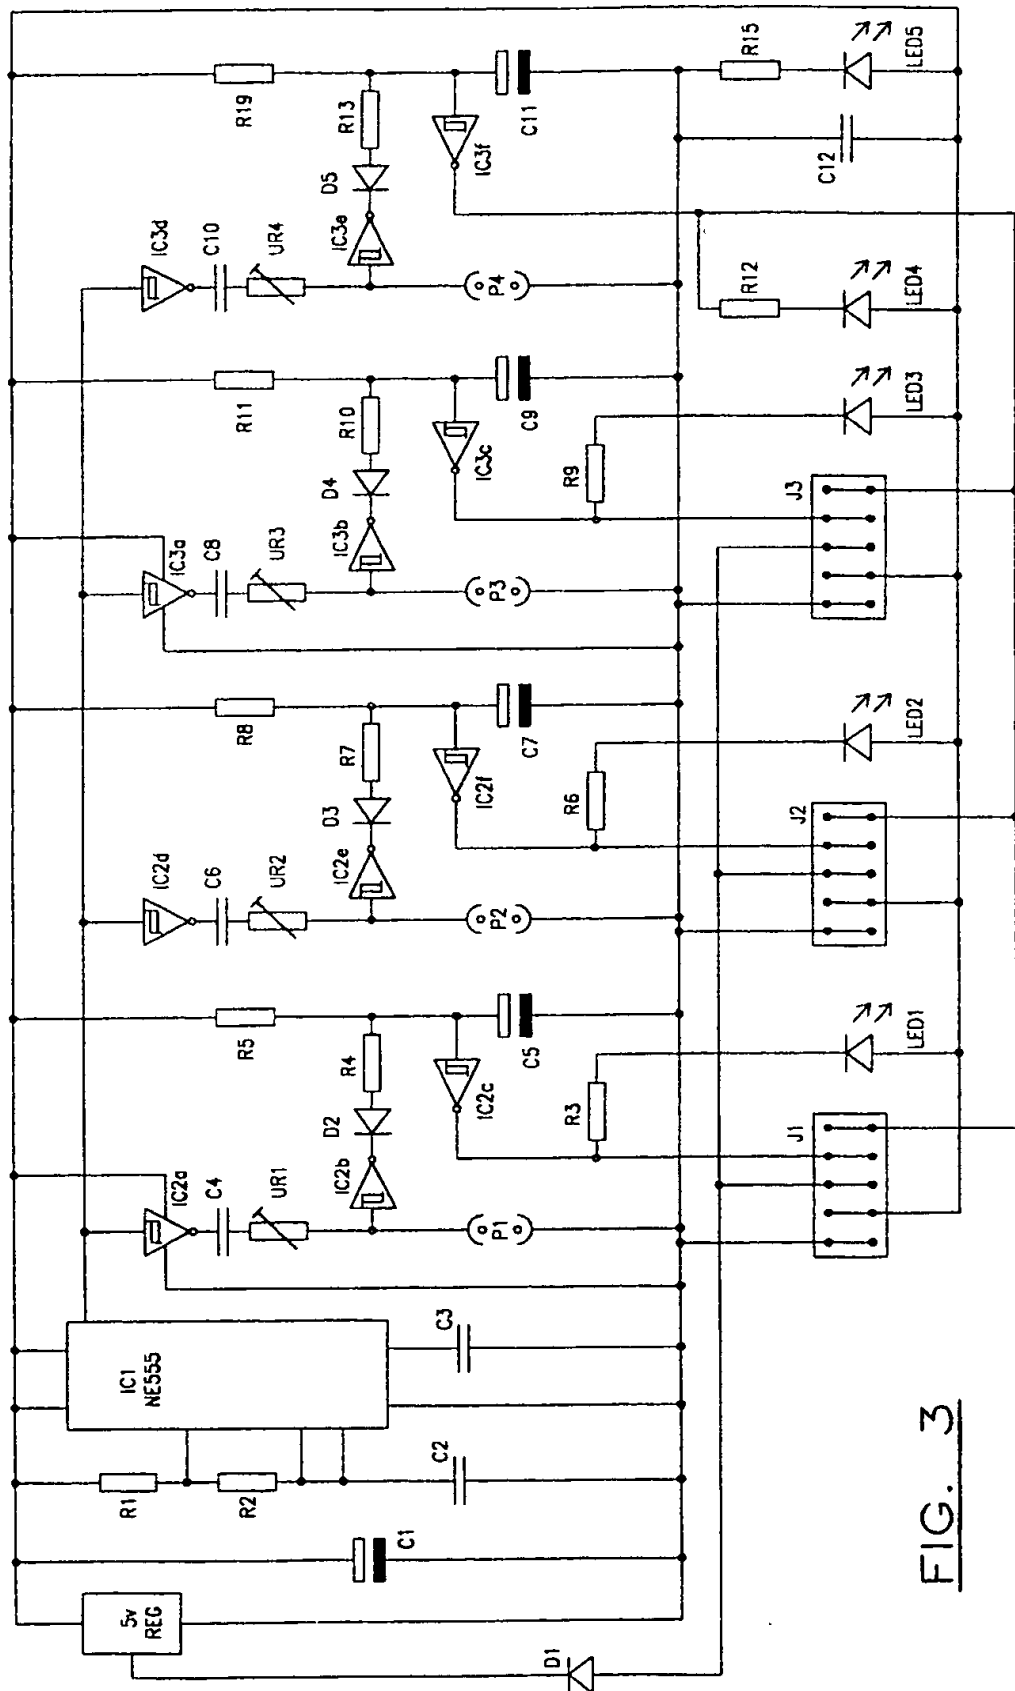 5v
REG
D1
C1
R1
R2
C2
IC1
NE555
C3
IC2a
C4
UR1
IC2b
D2
R4
R5
P1
IC2c
C5
R3
J1
LED1
IC2d
C6
UR2
IC2e
D3
R7
R8
P2
IC2f
C7
R6
J2
LED2
IC3a
C8
UR3
IC3b
D4
R10
R11
P3
IC3c
C9
R9
J3
LED3
IC3d
C10
UR4
IC3e
D5
R13
R19
P4
IC3f
C11
R12
LED4
C12
R15
LED5
FIG. 3